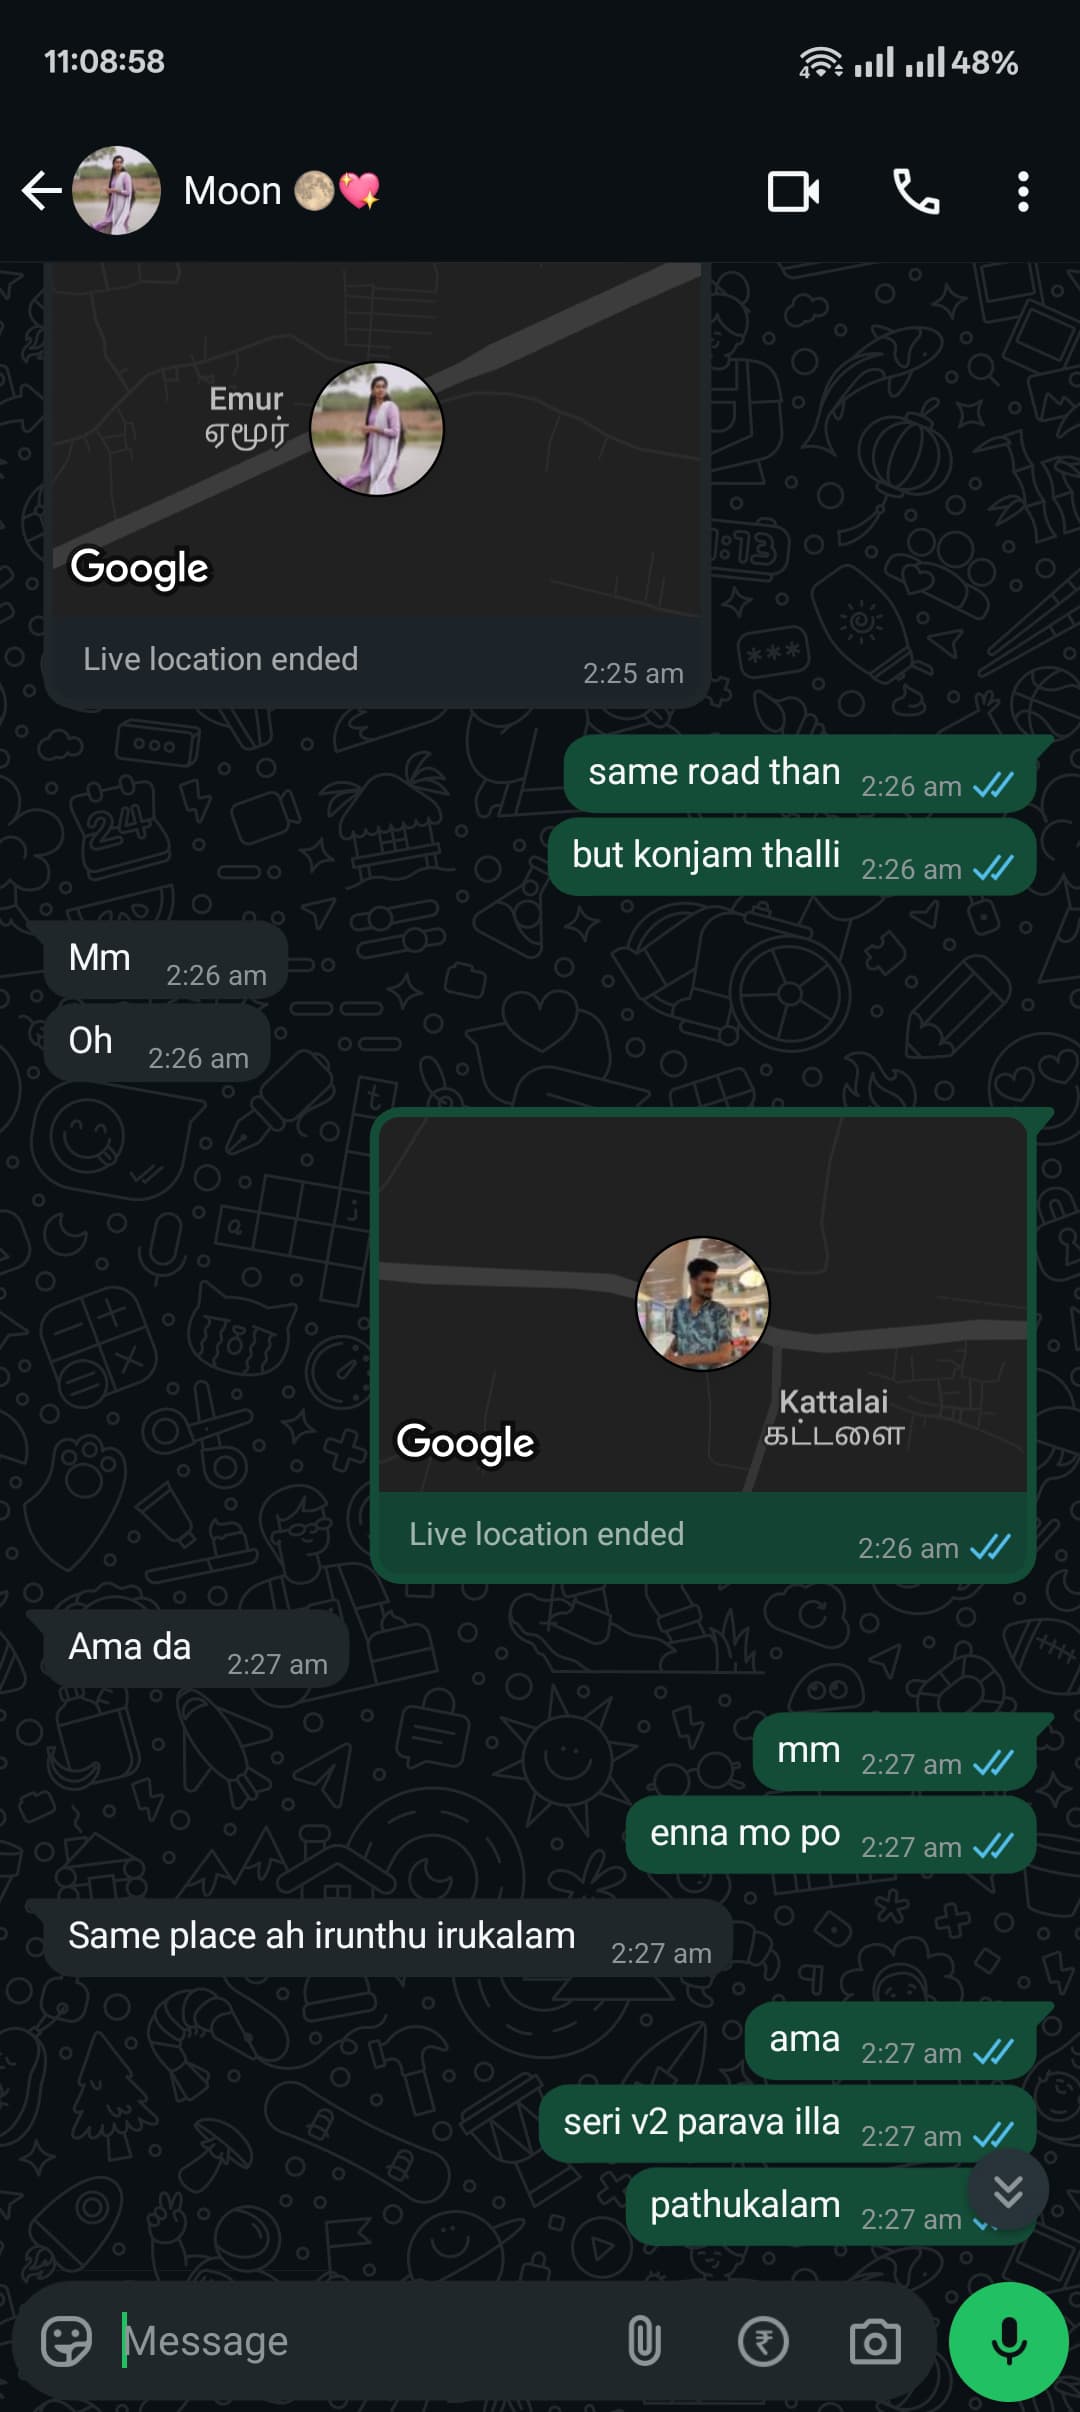 11:08:58
4 48%
Moon 🌕💖
Emur
ஏமூர்
Google
Live location ended
2:25 am
same road than 2:26 am
but konjam thalli 2:26 am
Mm 2:26 am
Oh 2:26 am
Kattalai
கட்டளை
Google
Live location ended
2:26 am
Ama da 2:27 am
mm 2:27 am
enna mo po 2:27 am
Same place ah irunthu irukalam 2:27 am
ama 2:27 am
seri v2 parava illa 2:27 am
pathukalam 2:27 am
Message